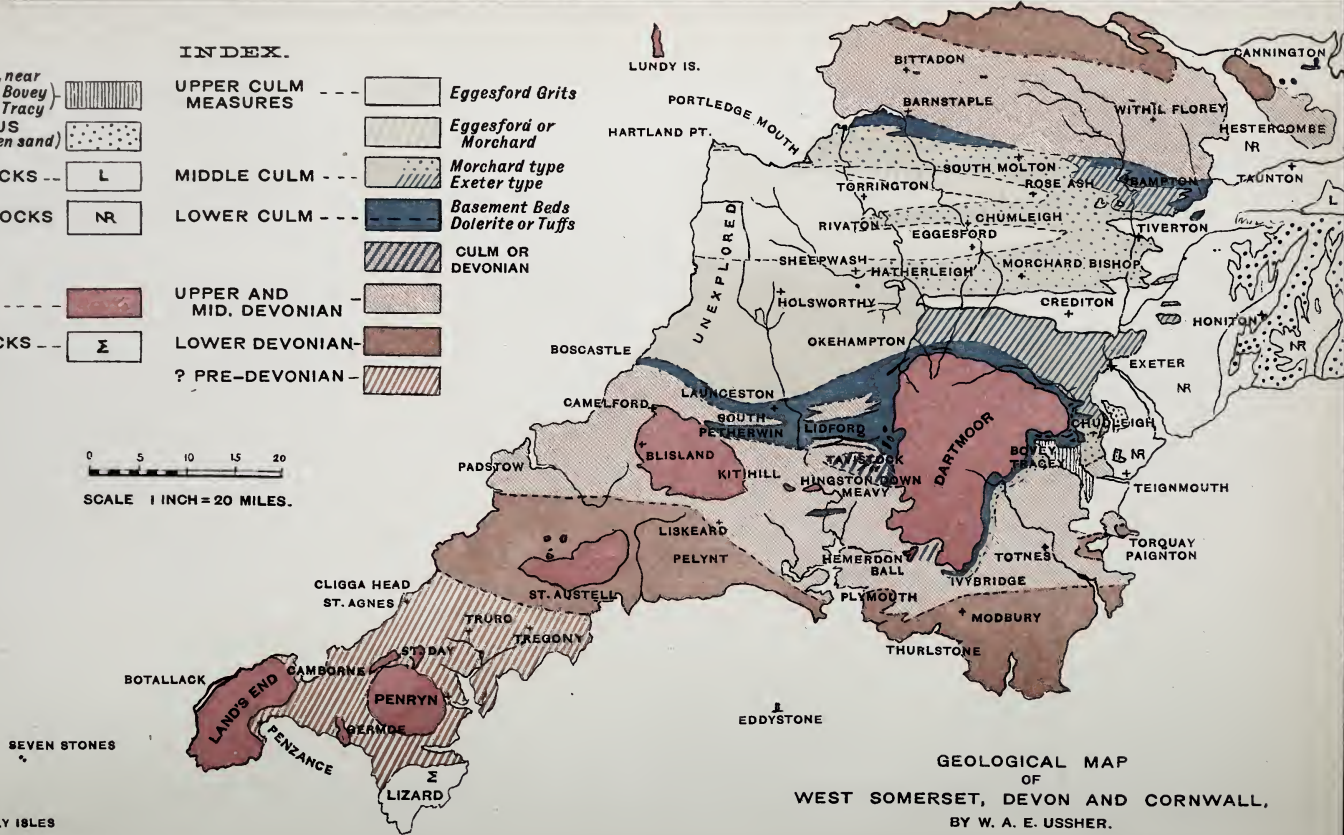 INDEX.
near
Bovey
Tracy
UPPER CULM
MEASURES
Eggesford Grits
US
en sand)
Eggesford or
Morchard
CKS
L
MIDDLE CULM
Morchard type
Exeter type
OCKS
NR
LOWER CULM
Basement Beds
Dolerite or Tuffs
CULM OR
DEVONIAN
UPPER AND
MID. DEVONIAN
CKS
Σ
LOWER DEVONIAN
? PRE-DEVONIAN
0 5 10 15 20
SCALE 1 INCH = 20 MILES.
LUNDY IS.
CANNINGTON
BITTADON
PORTLEDGE MOUTH
BARNSTAPLE
WITHIL FLOREY
HARTLAND PT.
HESTERCOMBE
NR
SOUTH MOLTON
TAUNTON
TORRINGTON
ROSE ASH
BAMPTON
L
RIVATON
CHUMLEIGH
EGGESFORD
TIVERTON
UNEXPLORED
SHEEPWASH
HATHERLEIGH
MORCHARD BISHOP
HOLSWORTHY
CREDITON
HONITON
NR
BOSCASTLE
OKEHAMPTON
EXETER
NR
CAMELFORD
LAUNCESTON
SOUTH
PETHERWIN
LIDFORD
CHUDLEIGH
DARTMOOR
PADSTOW
BLISLAND
TAVISTOCK
BOVEY
TRACEY
NR
KIT HILL
HINGSTON DOWN
MEAVY
TEIGNMOUTH
LISKEARD
TORQUAY
PAIGNTON
PELYNT
HEMERDON
BALL
TOTNES
IVYBRIDGE
CLIGGA HEAD
ST. AGNES
ST. AUSTELL
PLYMOUTH
MODBURY
TRURO
TREGONY
THURLSTONE
ST. DAY
CAMBORNE
BOTALLACK
LAND'S END
PENRYN
GERMOE
EDDYSTONE
SEVEN STONES
PENZANCE
Σ
LIZARD
Y ISLES
GEOLOGICAL MAP
OF
WEST SOMERSET, DEVON AND CORNWALL,
BY W. A. E. USSHER.